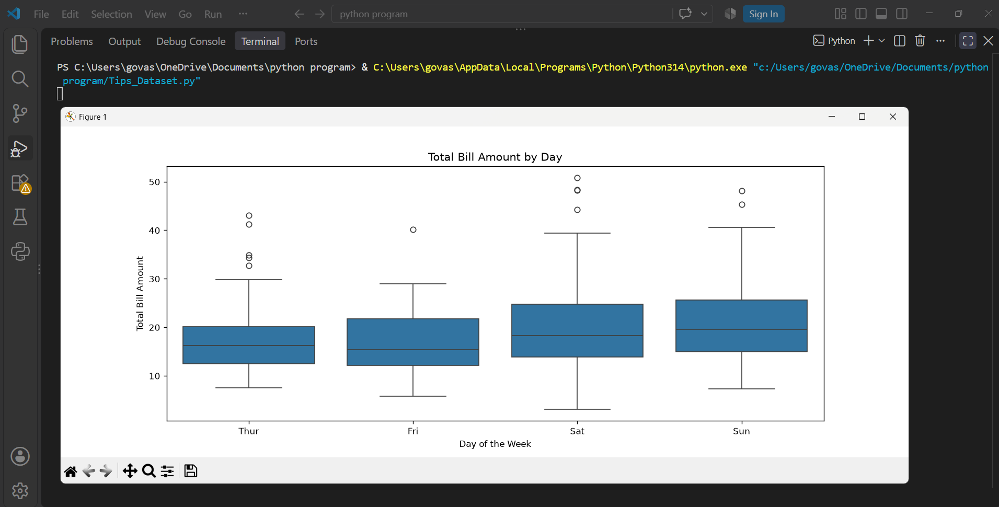 File Edit Selection View Go Run ···
python program
Sign In
Problems Output Debug Console Terminal Ports
Python
PS C:\Users\govas\OneDrive\Documents\python program> & C:\Users\govas\AppData\Local\Programs\Python\Python314\python.exe "c:/Users/govas/OneDrive/Documents/python
program/Tips_Dataset.py"
Figure 1
Total Bill Amount by Day
50
40
30
20
10
Total Bill Amount
Thur Fri Sat Sun
Day of the Week